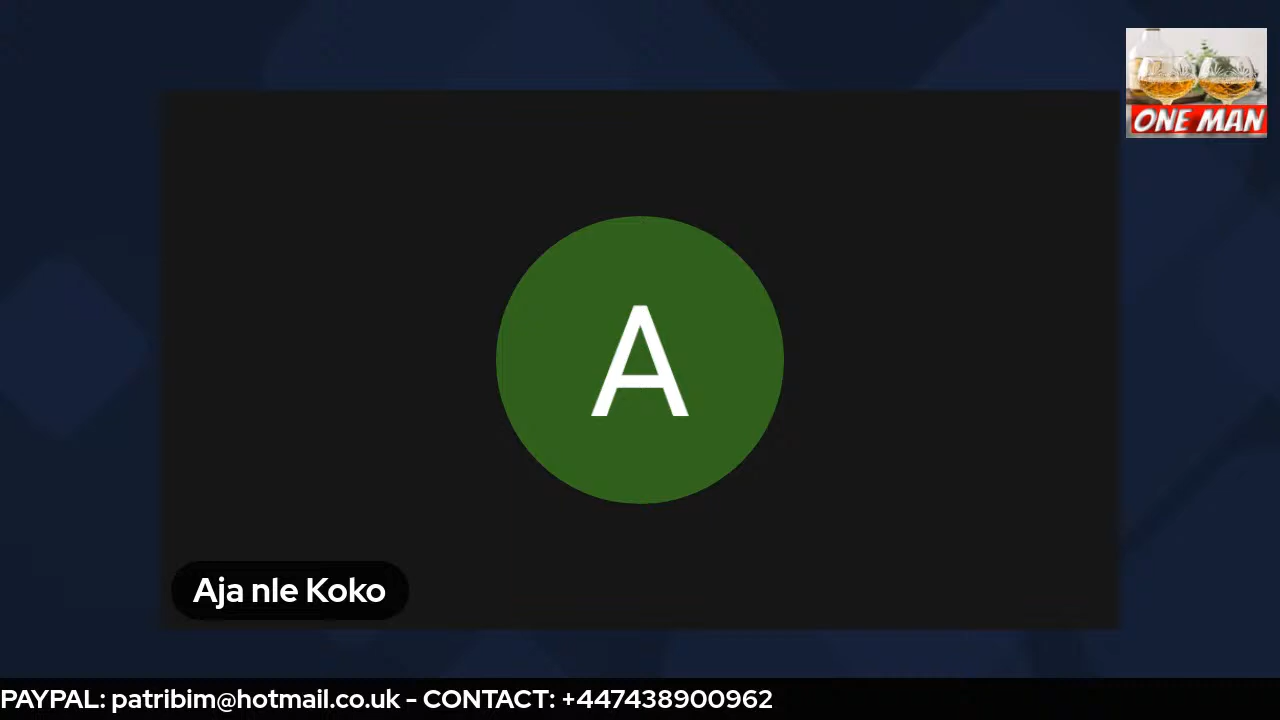 ONE MAN
A
Aja nle Koko
PAYPAL: patribim@hotmail.co.uk - CONTACT: +447438900962